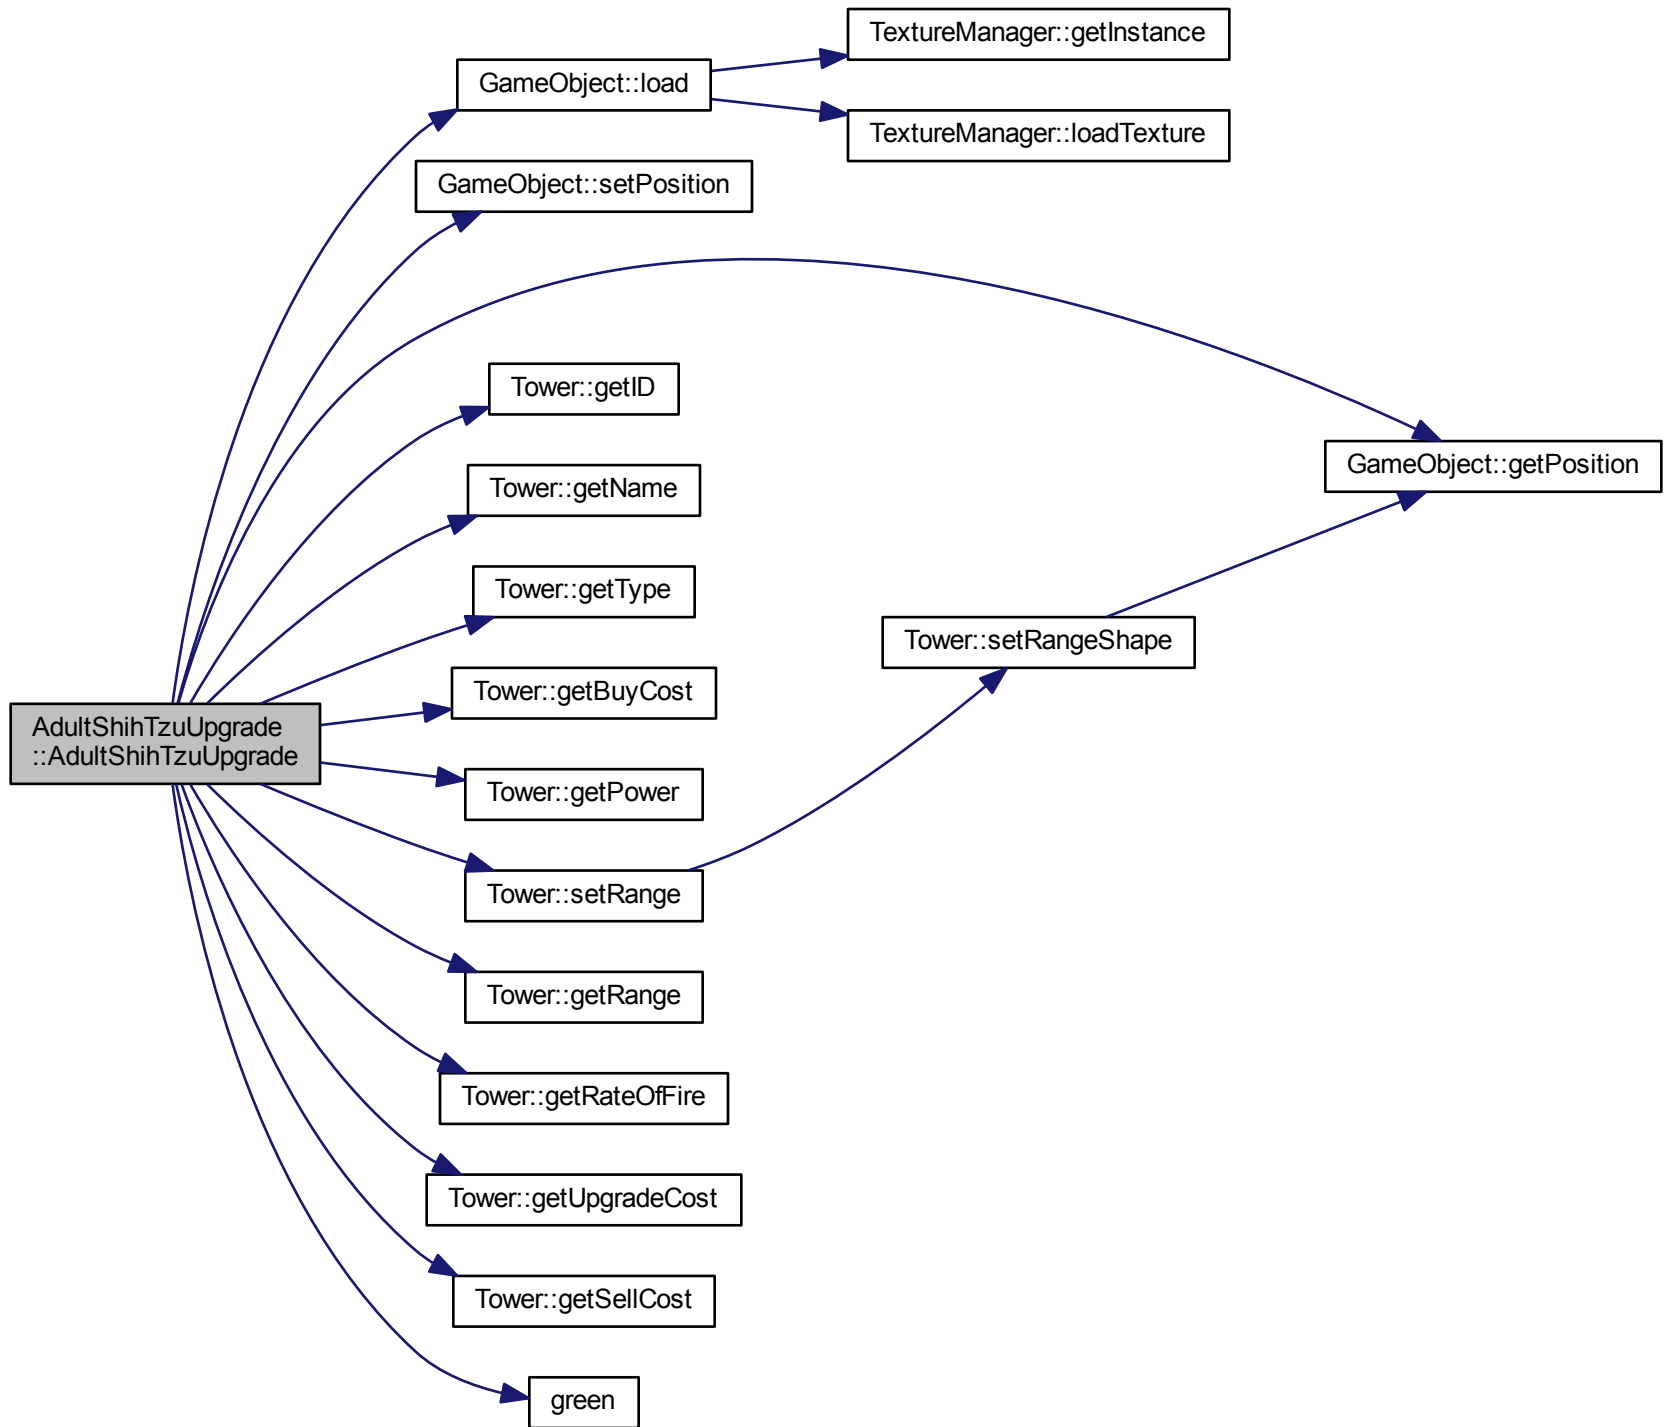 TextureManager::getInstance
GameObject::load
TextureManager::loadTexture
GameObject::setPosition
Tower::getID
GameObject::getPosition
Tower::getName
Tower::getType
Tower::setRangeShape
Tower::getBuyCost
AdultShihTzuUpgrade
::AdultShihTzuUpgrade
Tower::getPower
Tower::setRange
Tower::getRange
Tower::getRateOfFire
Tower::getUpgradeCost
Tower::getSellCost
green